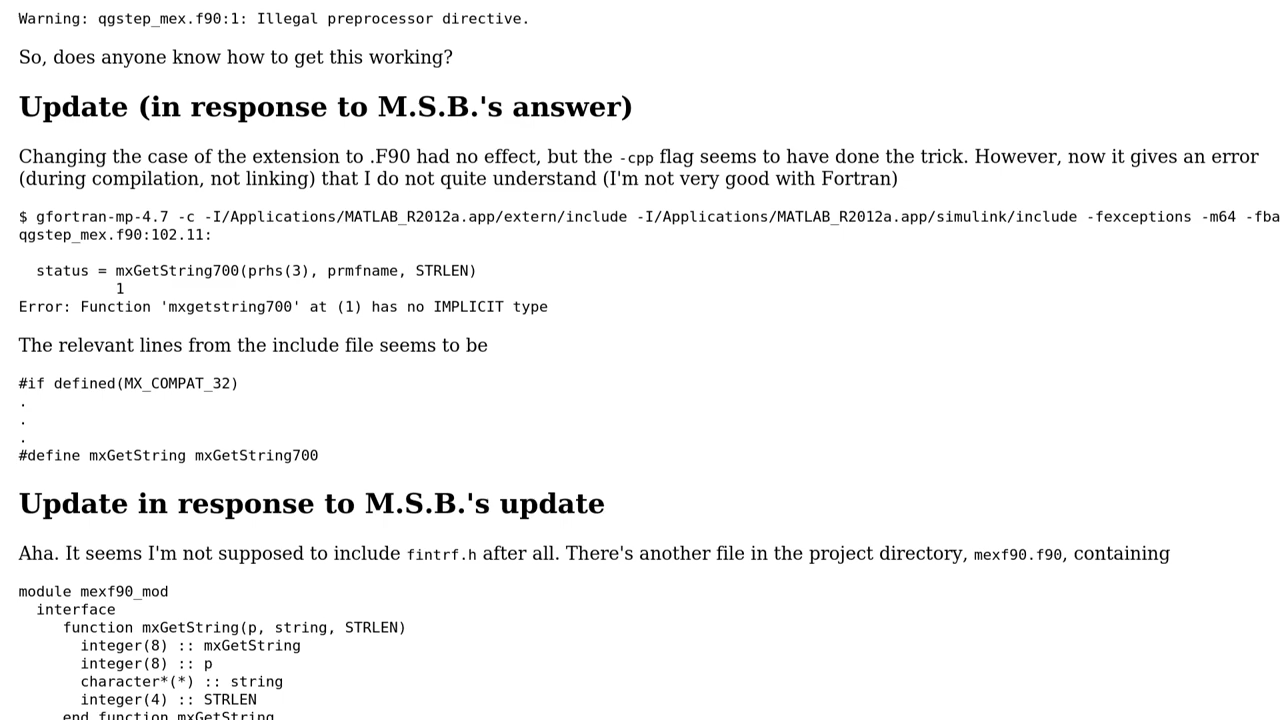 Warning: qgstep_mex.f90:1: Illegal preprocessor directive.
So, does anyone know how to get this working?
Update (in response to M.S.B.'s answer)
Changing the case of the extension to .F90 had no effect, but the -cpp flag seems to have done the trick. However, now it gives an error
(during compilation, not linking) that I do not quite understand (I'm not very good with Fortran)
$ gfortran-mp-4.7 -c -I/Applications/MATLAB_R2012a.app/extern/include -I/Applications/MATLAB_R2012a.app/simulink/include -fexceptions -m64 -fba
qgstep_mex.f90:102.11:
status = mxGetString700(prhs(3), prmfname, STRLEN)
1
Error: Function 'mxgetstring700' at (1) has no IMPLICIT type
The relevant lines from the include file seems to be
#if defined(MX_COMPAT_32)
.
.
.
#define mxGetString mxGetString700
Update in response to M.S.B.'s update
Aha. It seems I'm not supposed to include fintrf.h after all. There's another file in the project directory, mexf90.f90, containing
module mexf90_mod
interface
function mxGetString(p, string, STRLEN)
integer(8) :: mxGetString
integer(8) :: p
character*(*) :: string
integer(4) :: STRLEN
end function mxGetString